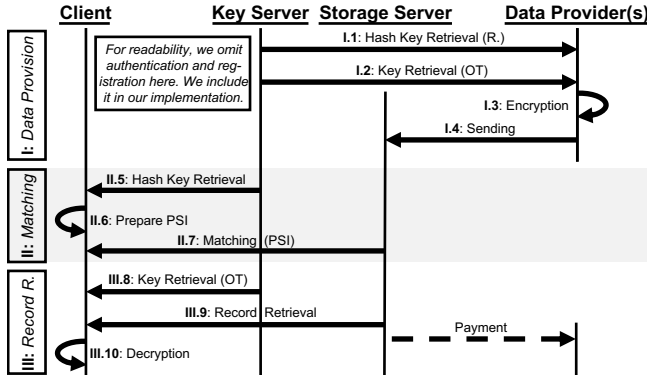 Client Key Server Storage Server Data Provider(s)
I: Data Provision
For readability, we omit
authentication and reg-
istration here. We include
it in our implementation.
I.1: Hash Key Retrieval (R.)
I.2: Key Retrieval (OT)
I.3: Encryption
I.4: Sending
II: Matching
II.5: Hash Key Retrieval
II.6: Prepare PSI
II.7: Matching (PSI)
III: Record R.
III.8: Key Retrieval (OT)
III.9: Record Retrieval
Payment
III.10: Decryption